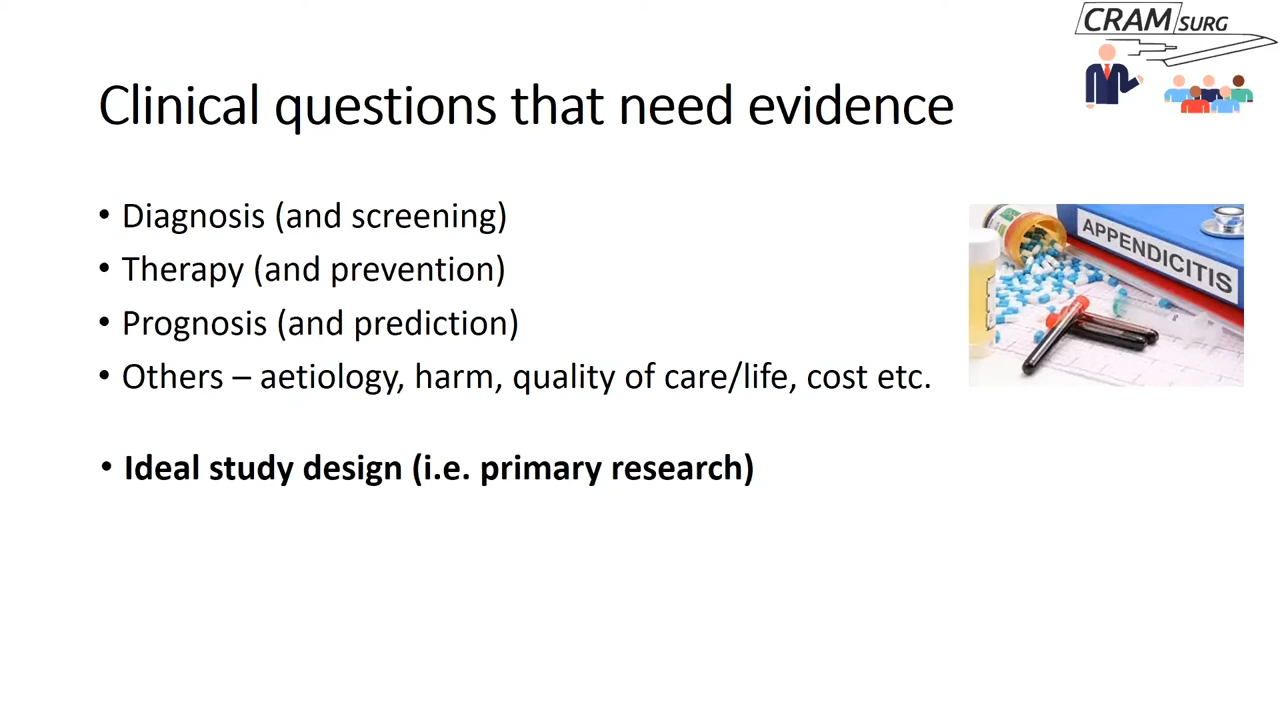 CRAM SURG
Clinical questions that need evidence
• Diagnosis (and screening)
• Therapy (and prevention)
• Prognosis (and prediction)
• Others – aetiology, harm, quality of care/life, cost etc.
APPENDICITIS
• Ideal study design (i.e. primary research)